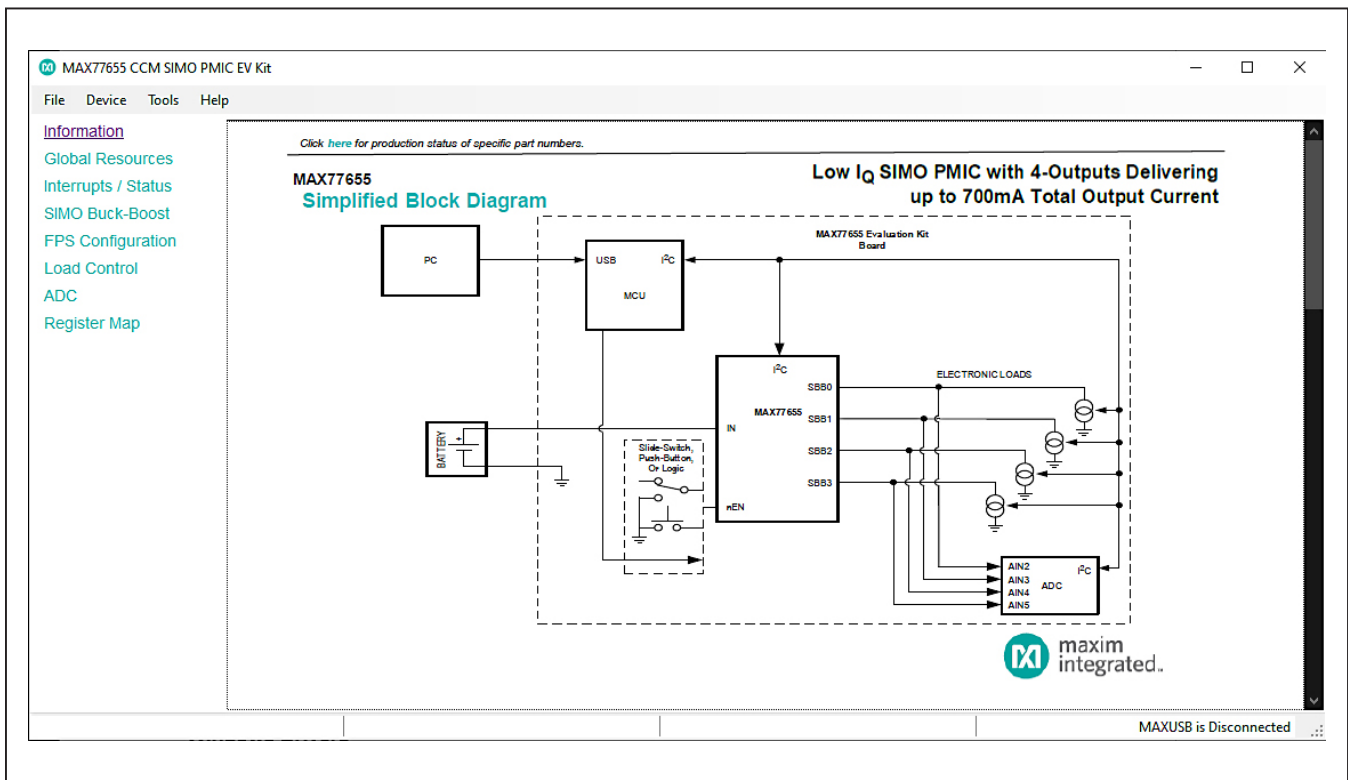 MAX77655 CCM SIMO PMIC EV Kit
File Device Tools Help
Information
Global Resources
Interrupts / Status
SIMO Buck-Boost
FPS Configuration
Load Control
ADC
Register Map
Click here for production status of specific part numbers.
MAX77655
Simplified Block Diagram
Low IQ SIMO PMIC with 4-Outputs Delivering
up to 700mA Total Output Current
MAX77655 Evaluation Kit
Board
PC
USB I²C
MCU
BATTERY
+
I²C
MAX77655
IN
nEN
SBB0
SBB1
SBB2
SBB3
Slide-Switch,
Push-Button,
Or Logic
ELECTRONIC LOADS
AIN2
AIN3
AIN4
AIN5
ADC
I²C
maxim
integrated™
MAXUSB is Disconnected